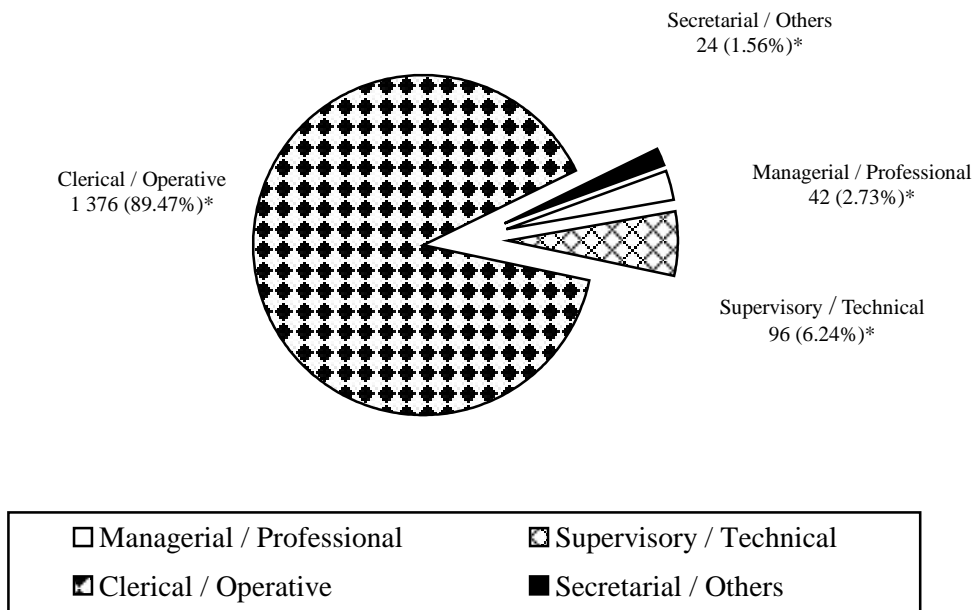 Secretarial / Others
24 (1.56%)*
Clerical / Operative
1 376 (89.47%)*
Managerial / Professional
42 (2.73%)*
Supervisory / Technical
96 (6.24%)*
Managerial / Professional
Supervisory / Technical
Clerical / Operative
Secretarial / Others